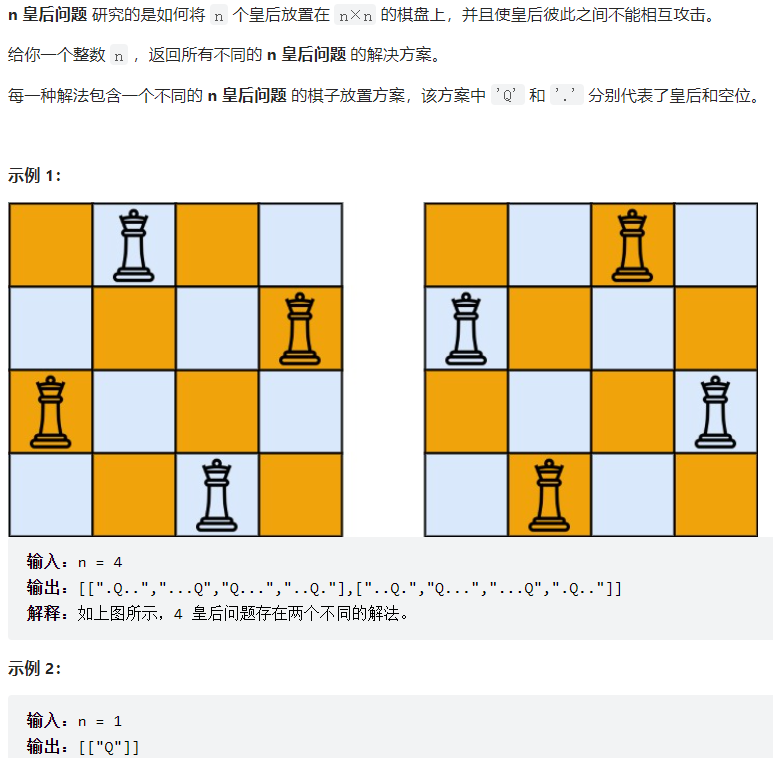 n 皇后问题 研究的是如何将 n 个皇后放置在 n×n 的棋盘上，并且使皇后彼此之间不能相互攻击。
给你一个整数 n ，返回所有不同的 n 皇后问题 的解决方案。
每一种解法包含一个不同的 n 皇后问题 的棋子放置方案，该方案中 'Q' 和 '.' 分别代表了皇后和空位。
示例 1：
输入：n = 4
输出：[[".Q..","...Q","Q...","..Q."],["..Q.","Q...","...Q",".Q.."]]
解释：如上图所示，4 皇后问题存在两个不同的解法。
示例 2：
输入：n = 1
输出：[["Q"]]